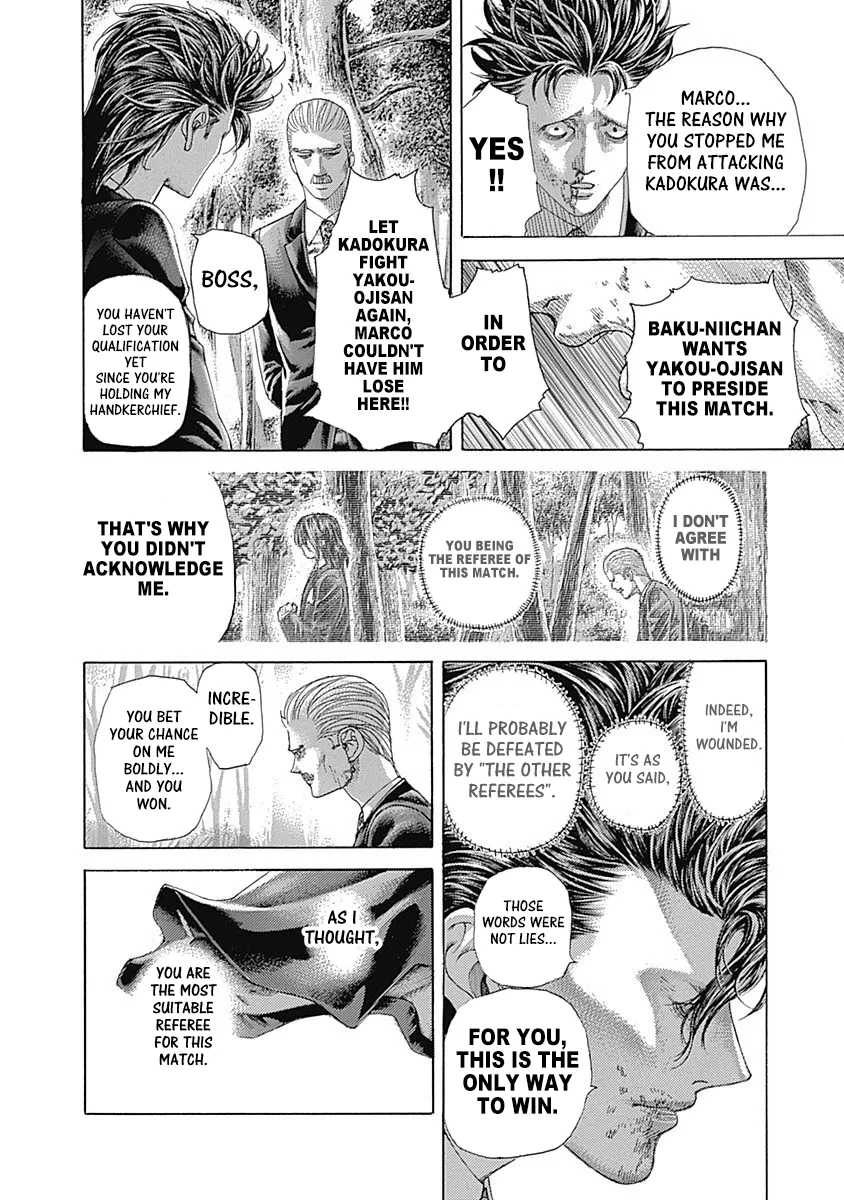 MARCO...
THE REASON WHY
YOU STOPPED ME
FROM ATTACKING
KADOKURA WAS...
YES
!!
BAKU-NIICHAN
WANTS
YAKOU-OJISAN
TO PRESIDE
THIS MATCH.
IN
ORDER
TO
LET
KADOKURA
FIGHT
YAKOU-
OJISAN
AGAIN,
MARCO
COULDN'T
HAVE HIM
LOSE
HERE!!
BOSS,
YOU HAVEN'T
LOST YOUR
QUALIFICATION
YET
SINCE YOU'RE
HOLDING MY
HANDKERCHIEF.
I DON'T
AGREE
WITH
YOU BEING
THE REFEREE OF
THIS MATCH.
THAT'S WHY
YOU DIDN'T
ACKNOWLEDGE
ME.
INDEED,
I'M
WOUNDED.
IT'S AS
YOU SAID,
I'LL PROBABLY
BE DEFEATED
BY "THE OTHER
REFEREES".
THOSE
WORDS WERE
NOT LIES...
FOR YOU,
THIS IS THE
ONLY WAY
TO WIN.
INCRE-
DIBLE.
YOU BET
YOUR CHANCE
ON ME
BOLDLY...
AND YOU
WON.
AS I
THOUGHT,
YOU ARE
THE MOST
SUITABLE
REFEREE
FOR THIS
MATCH.